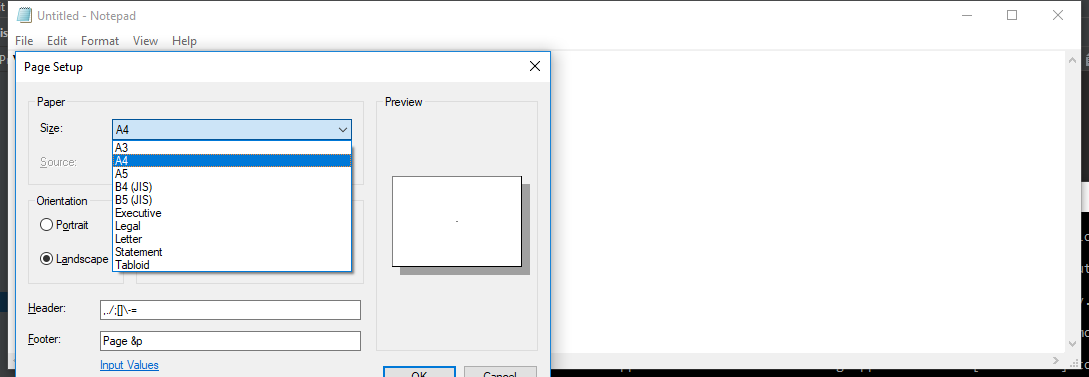 Untitled - Notepad
File Edit Format View Help
Page Setup
Paper
Preview
Size:
A4
A3
A4
A5
B4 (JIS)
B5 (JIS)
Executive
Legal
Letter
Statement
Tabloid
Source:
Orientation
Portrait
Landscape
Header:
,./;[]\-=
Footer:
Page &p
Input Values
OK
Cancel